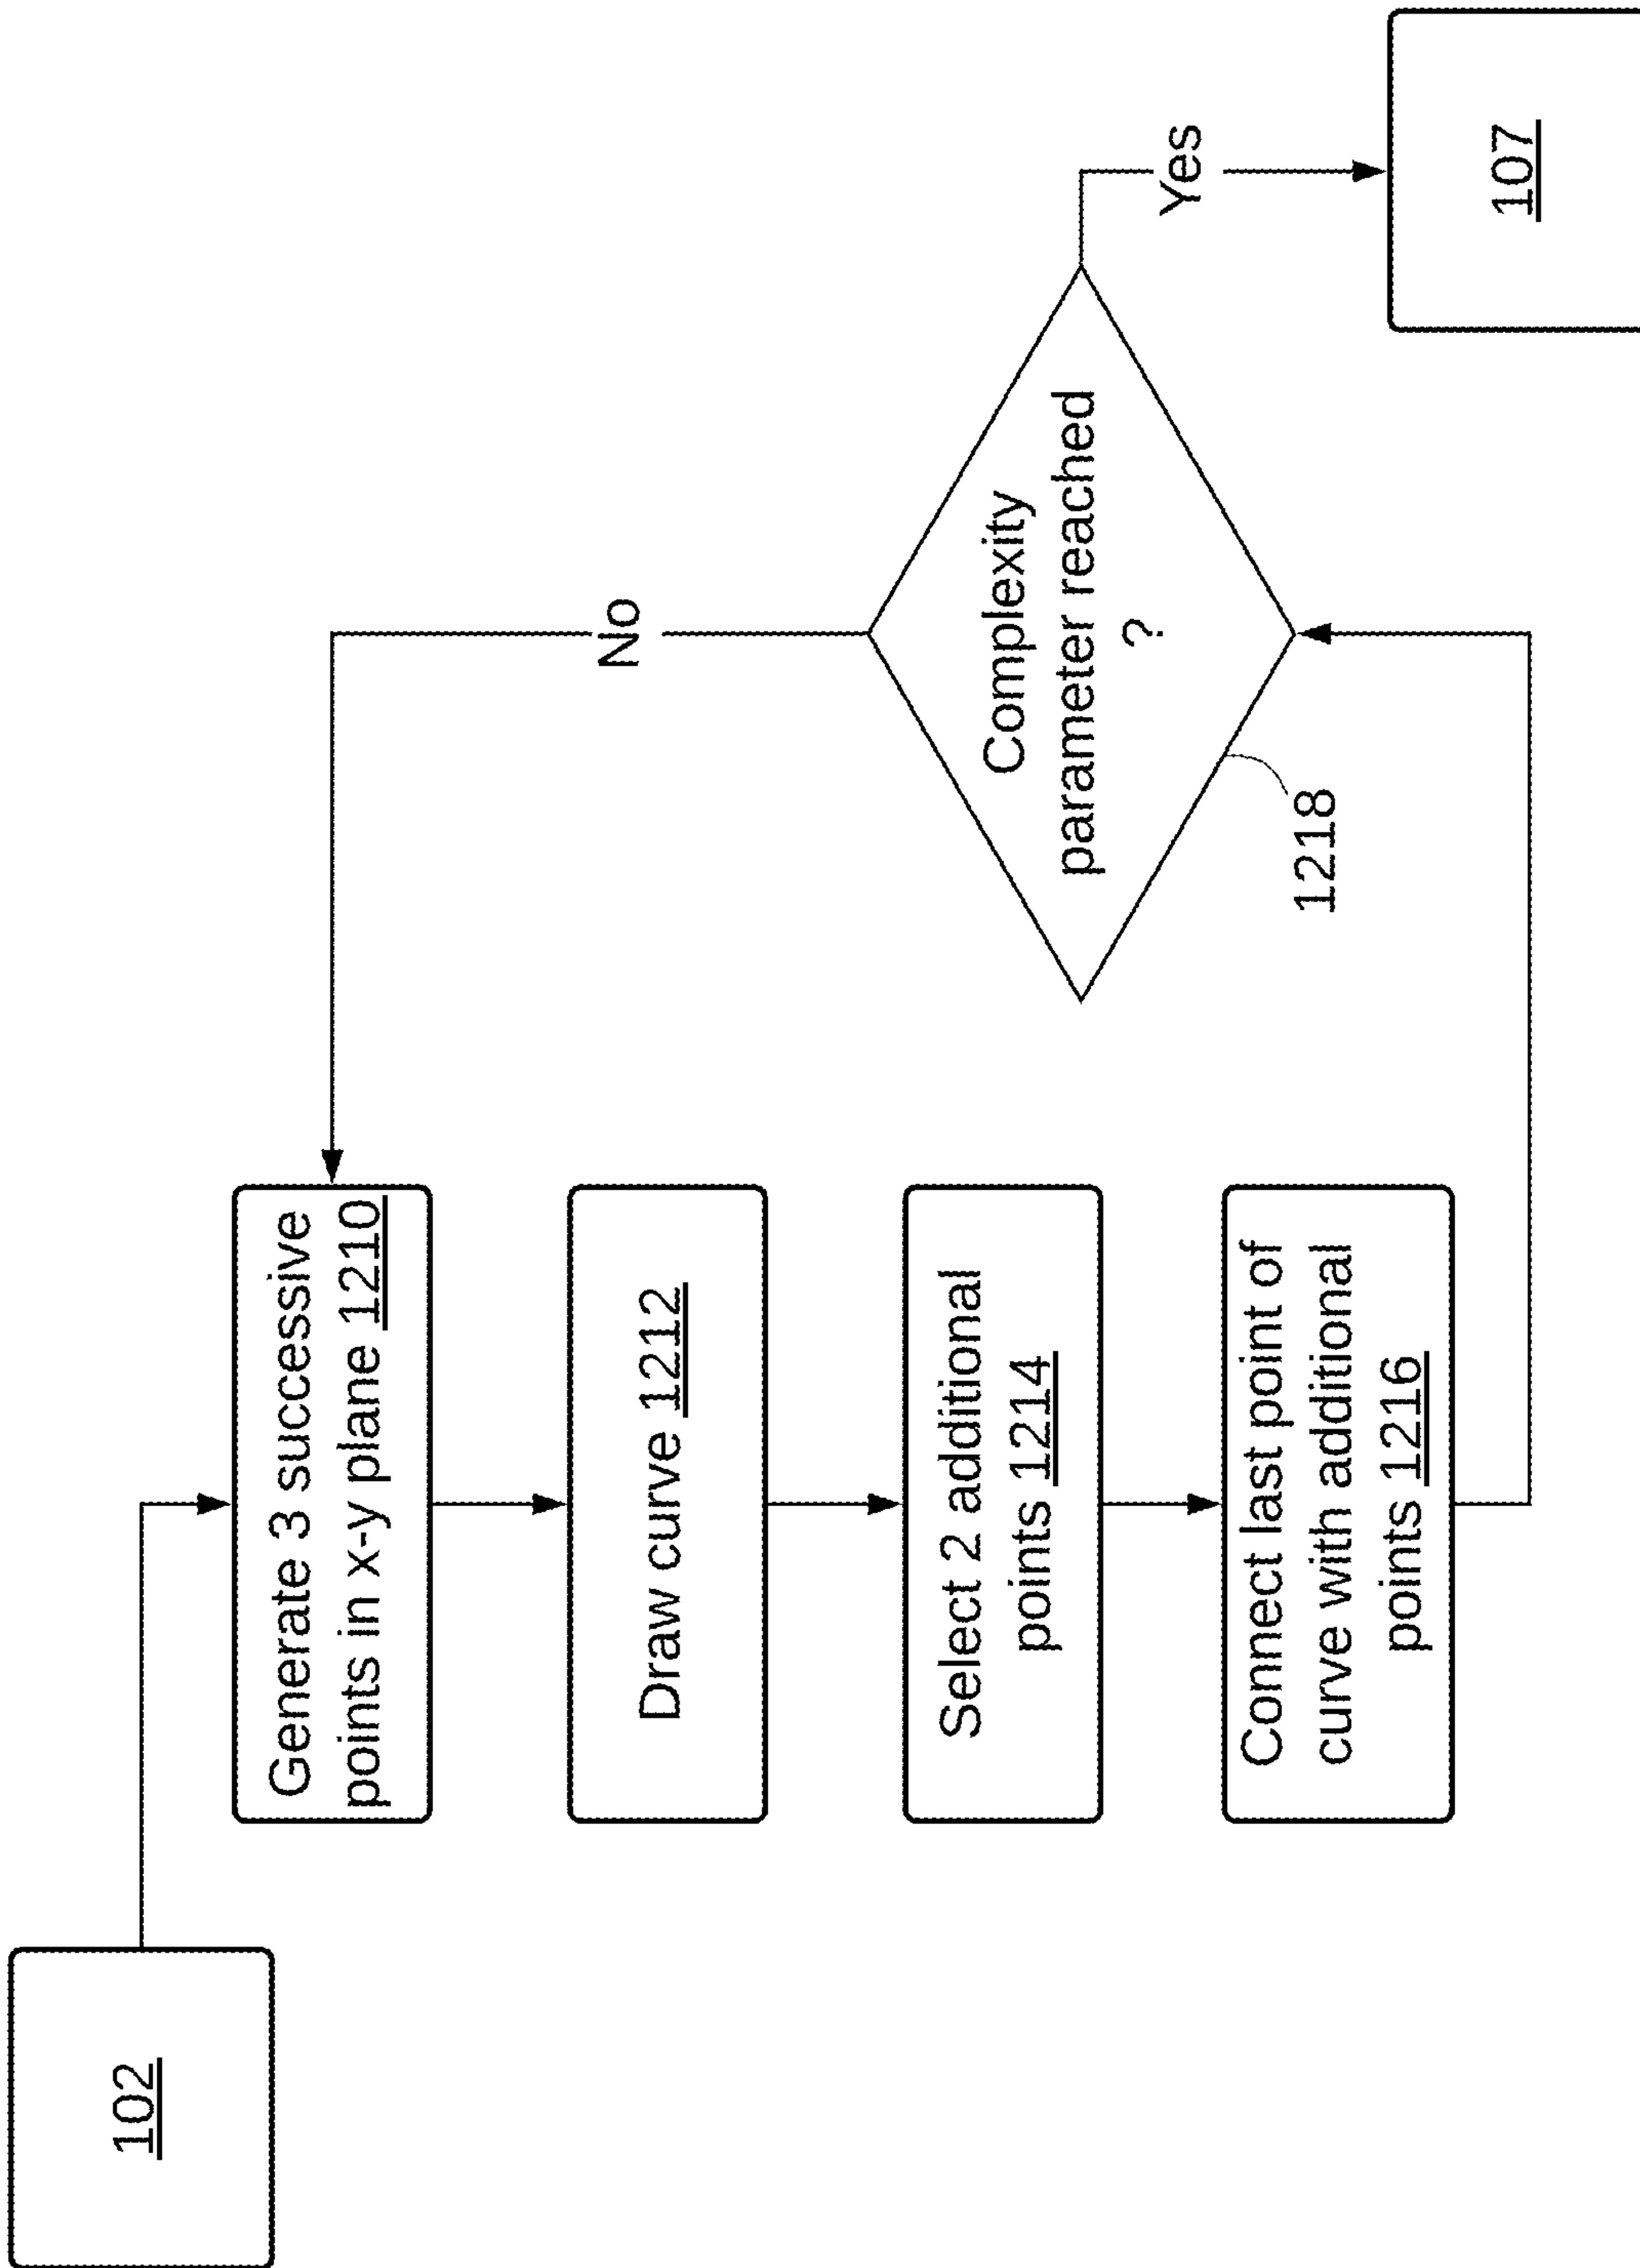 102
Generate 3 successive
points in x-y plane 1210
Draw curve 1212
Select 2 additional
points 1214
Connect last point of
curve with additional
points 1216
No
Complexity
parameter reached
?
1218
Yes
107